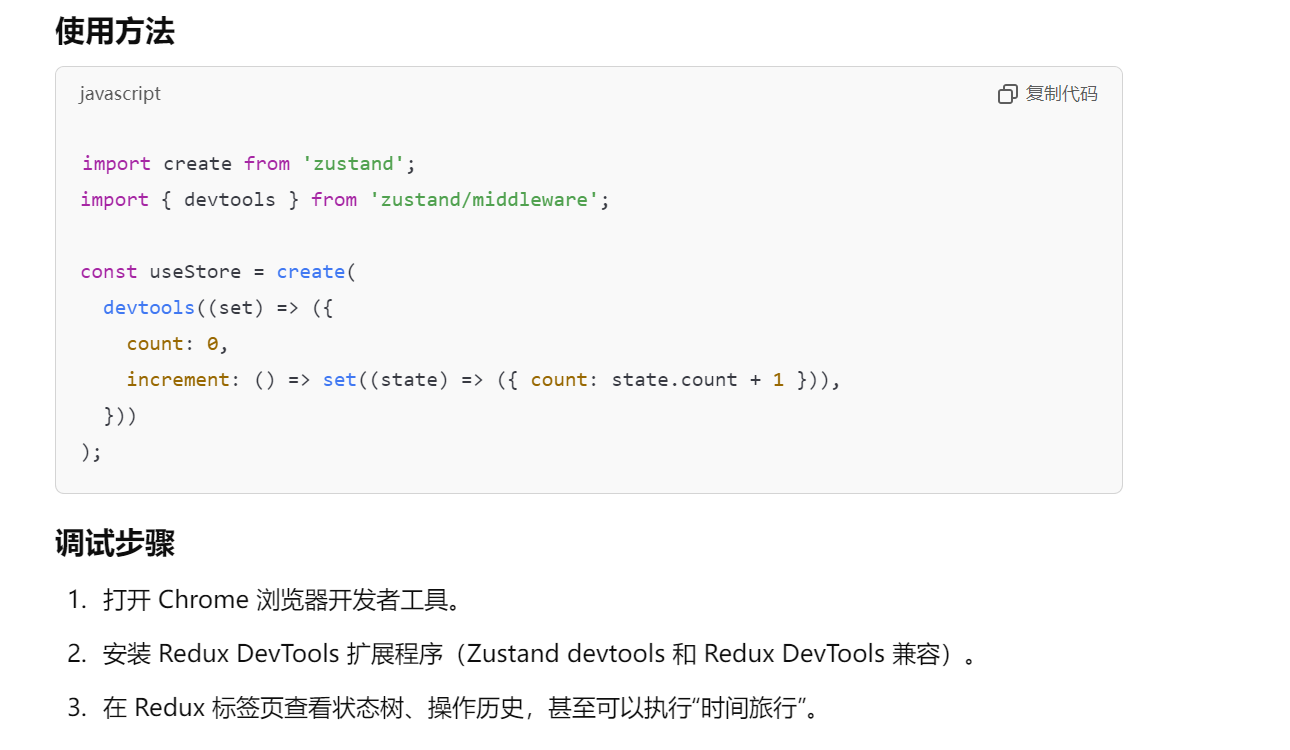 使用方法
javascript
复制代码
import create from 'zustand';
import { devtools } from 'zustand/middleware';
const useStore = create(
  devtools((set) => ({
    count: 0,
    increment: () => set((state) => ({ count: state.count + 1 })),
  }))
);
调试步骤
1. 打开 Chrome 浏览器开发者工具。
2. 安装 Redux DevTools 扩展程序（Zustand devtools 和 Redux DevTools 兼容）。
3. 在 Redux 标签页查看状态树、操作历史，甚至可以执行“时间旅行”。